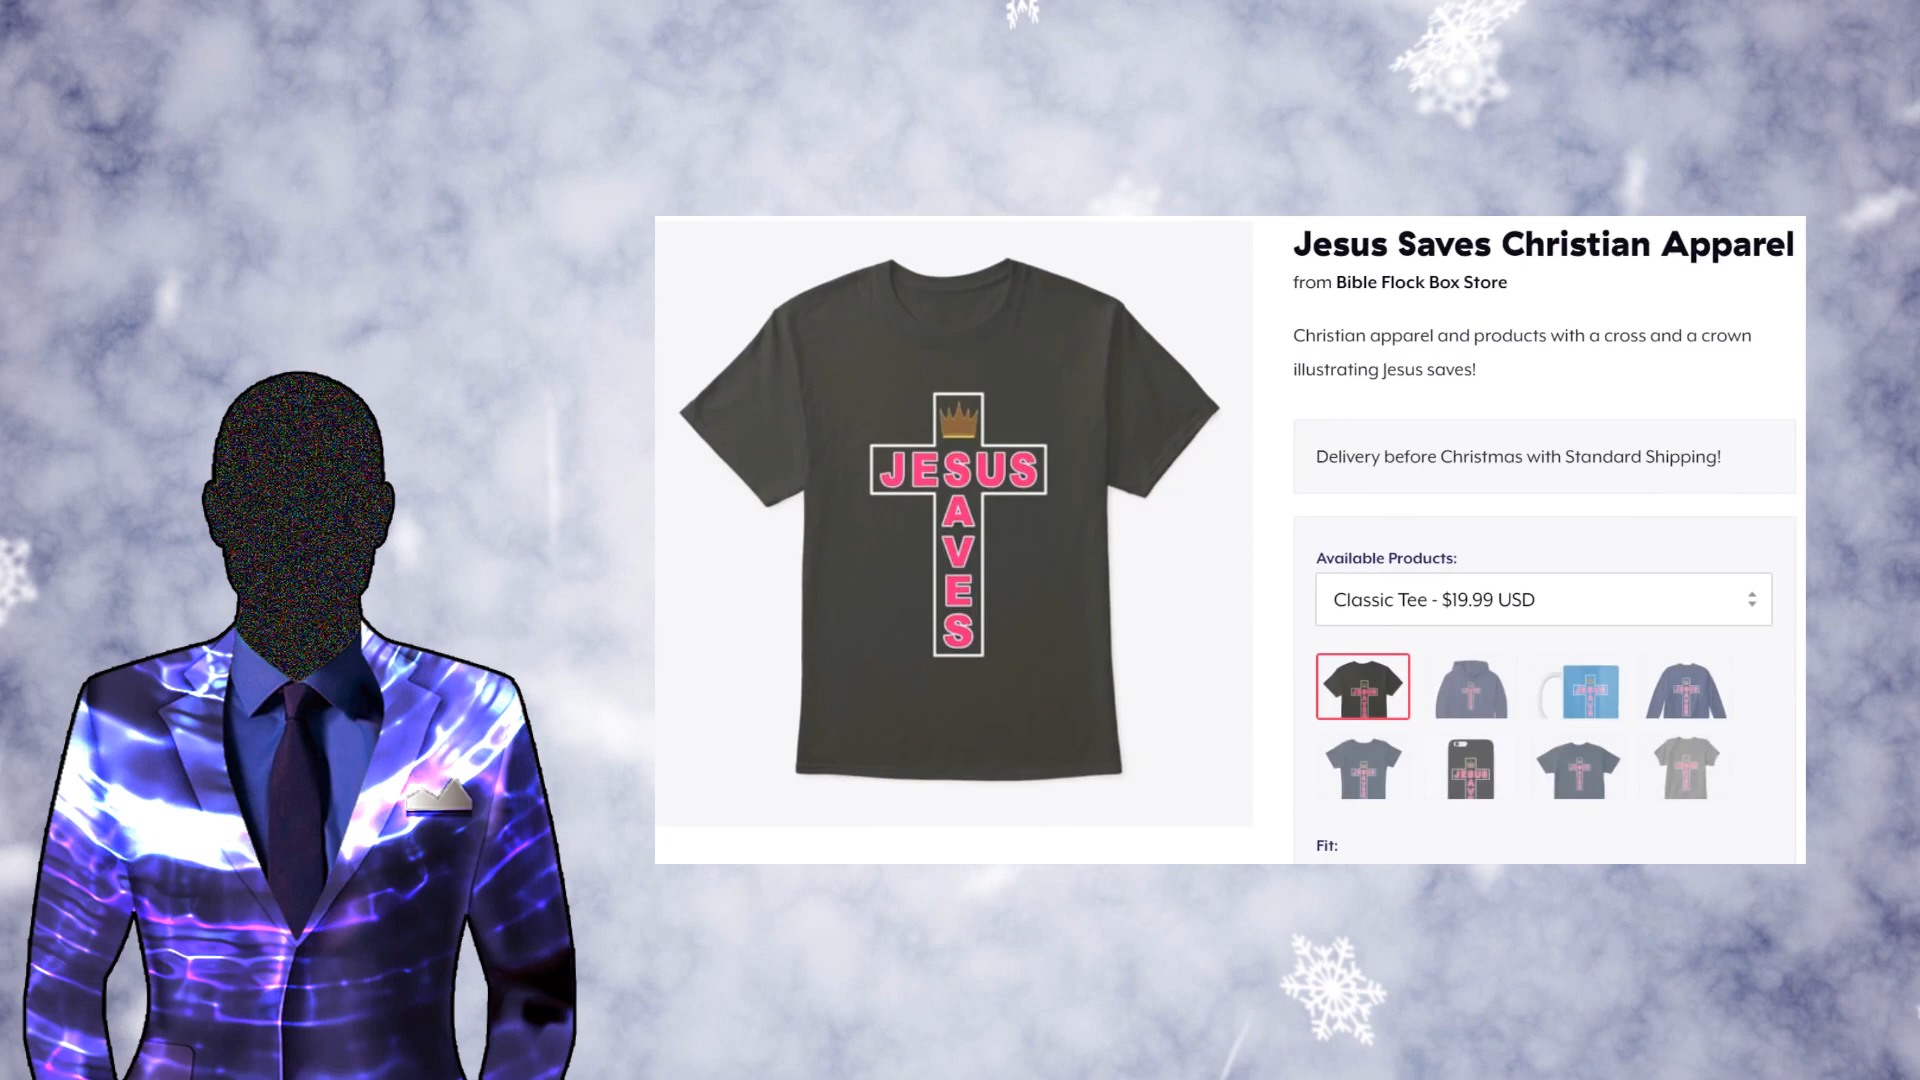 Jesus Saves Christian Apparel
from Bible Flock Box Store
Christian apparel and products with a cross and a crown
illustrating Jesus saves!
Delivery before Christmas with Standard Shipping!
Available Products:
Classic Tee - $19.99 USD
Fit:
JESUS
A
V
E
S